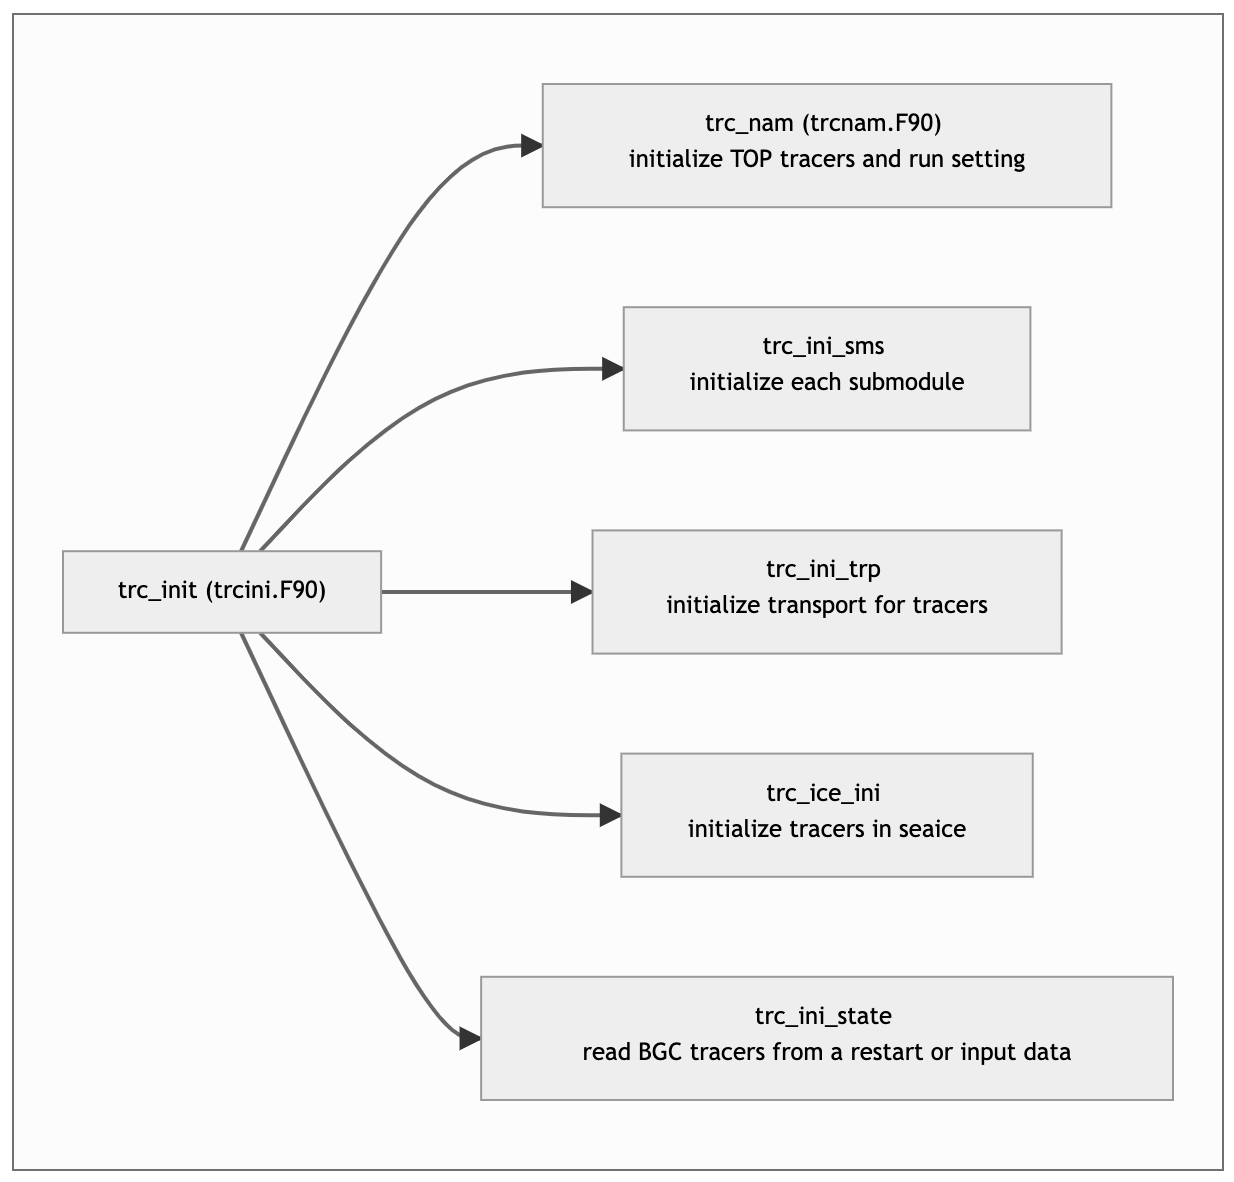 trc_nam (trcnam.F90)
initialize TOP tracers and run setting
trc_ini_sms
initialize each submodule
trc_init (trcini.F90)
trc_ini_trp
initialize transport for tracers
trc_ice_ini
initialize tracers in seaice
trc_ini_state
read BGC tracers from a restart or input data